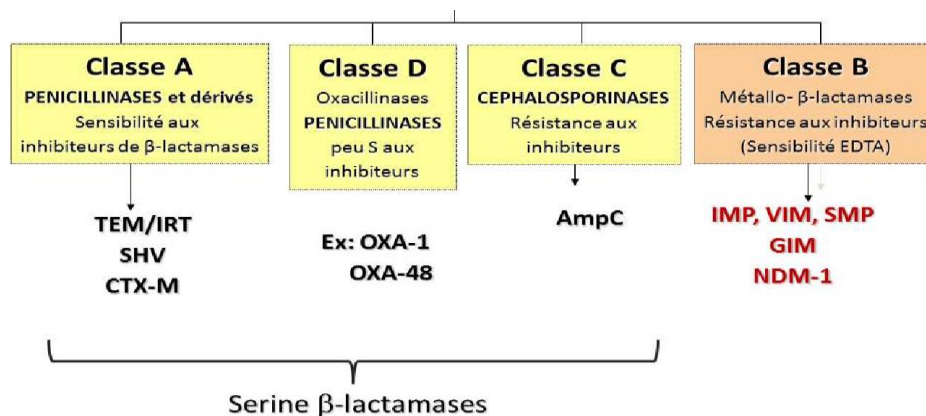 Classe A
PENICILLINASES et dérivés
Sensibilité aux
inhibiteurs de β-lactamases
TEM/IRT
SHV
CTX-M
Classe D
Oxacillinases
PENICILLINASES
peu S aux
inhibiteurs
Ex: OXA-1
OXA-48
Classe C
CEPHALOSPORINASES
Résistance aux
inhibiteurs
AmpC
Classe B
Métallo- β-lactamases
Résistance aux inhibiteurs
(Sensibilité EDTA)
IMP, VIM, SMP
GIM
NDM-1
Serine β-lactamases